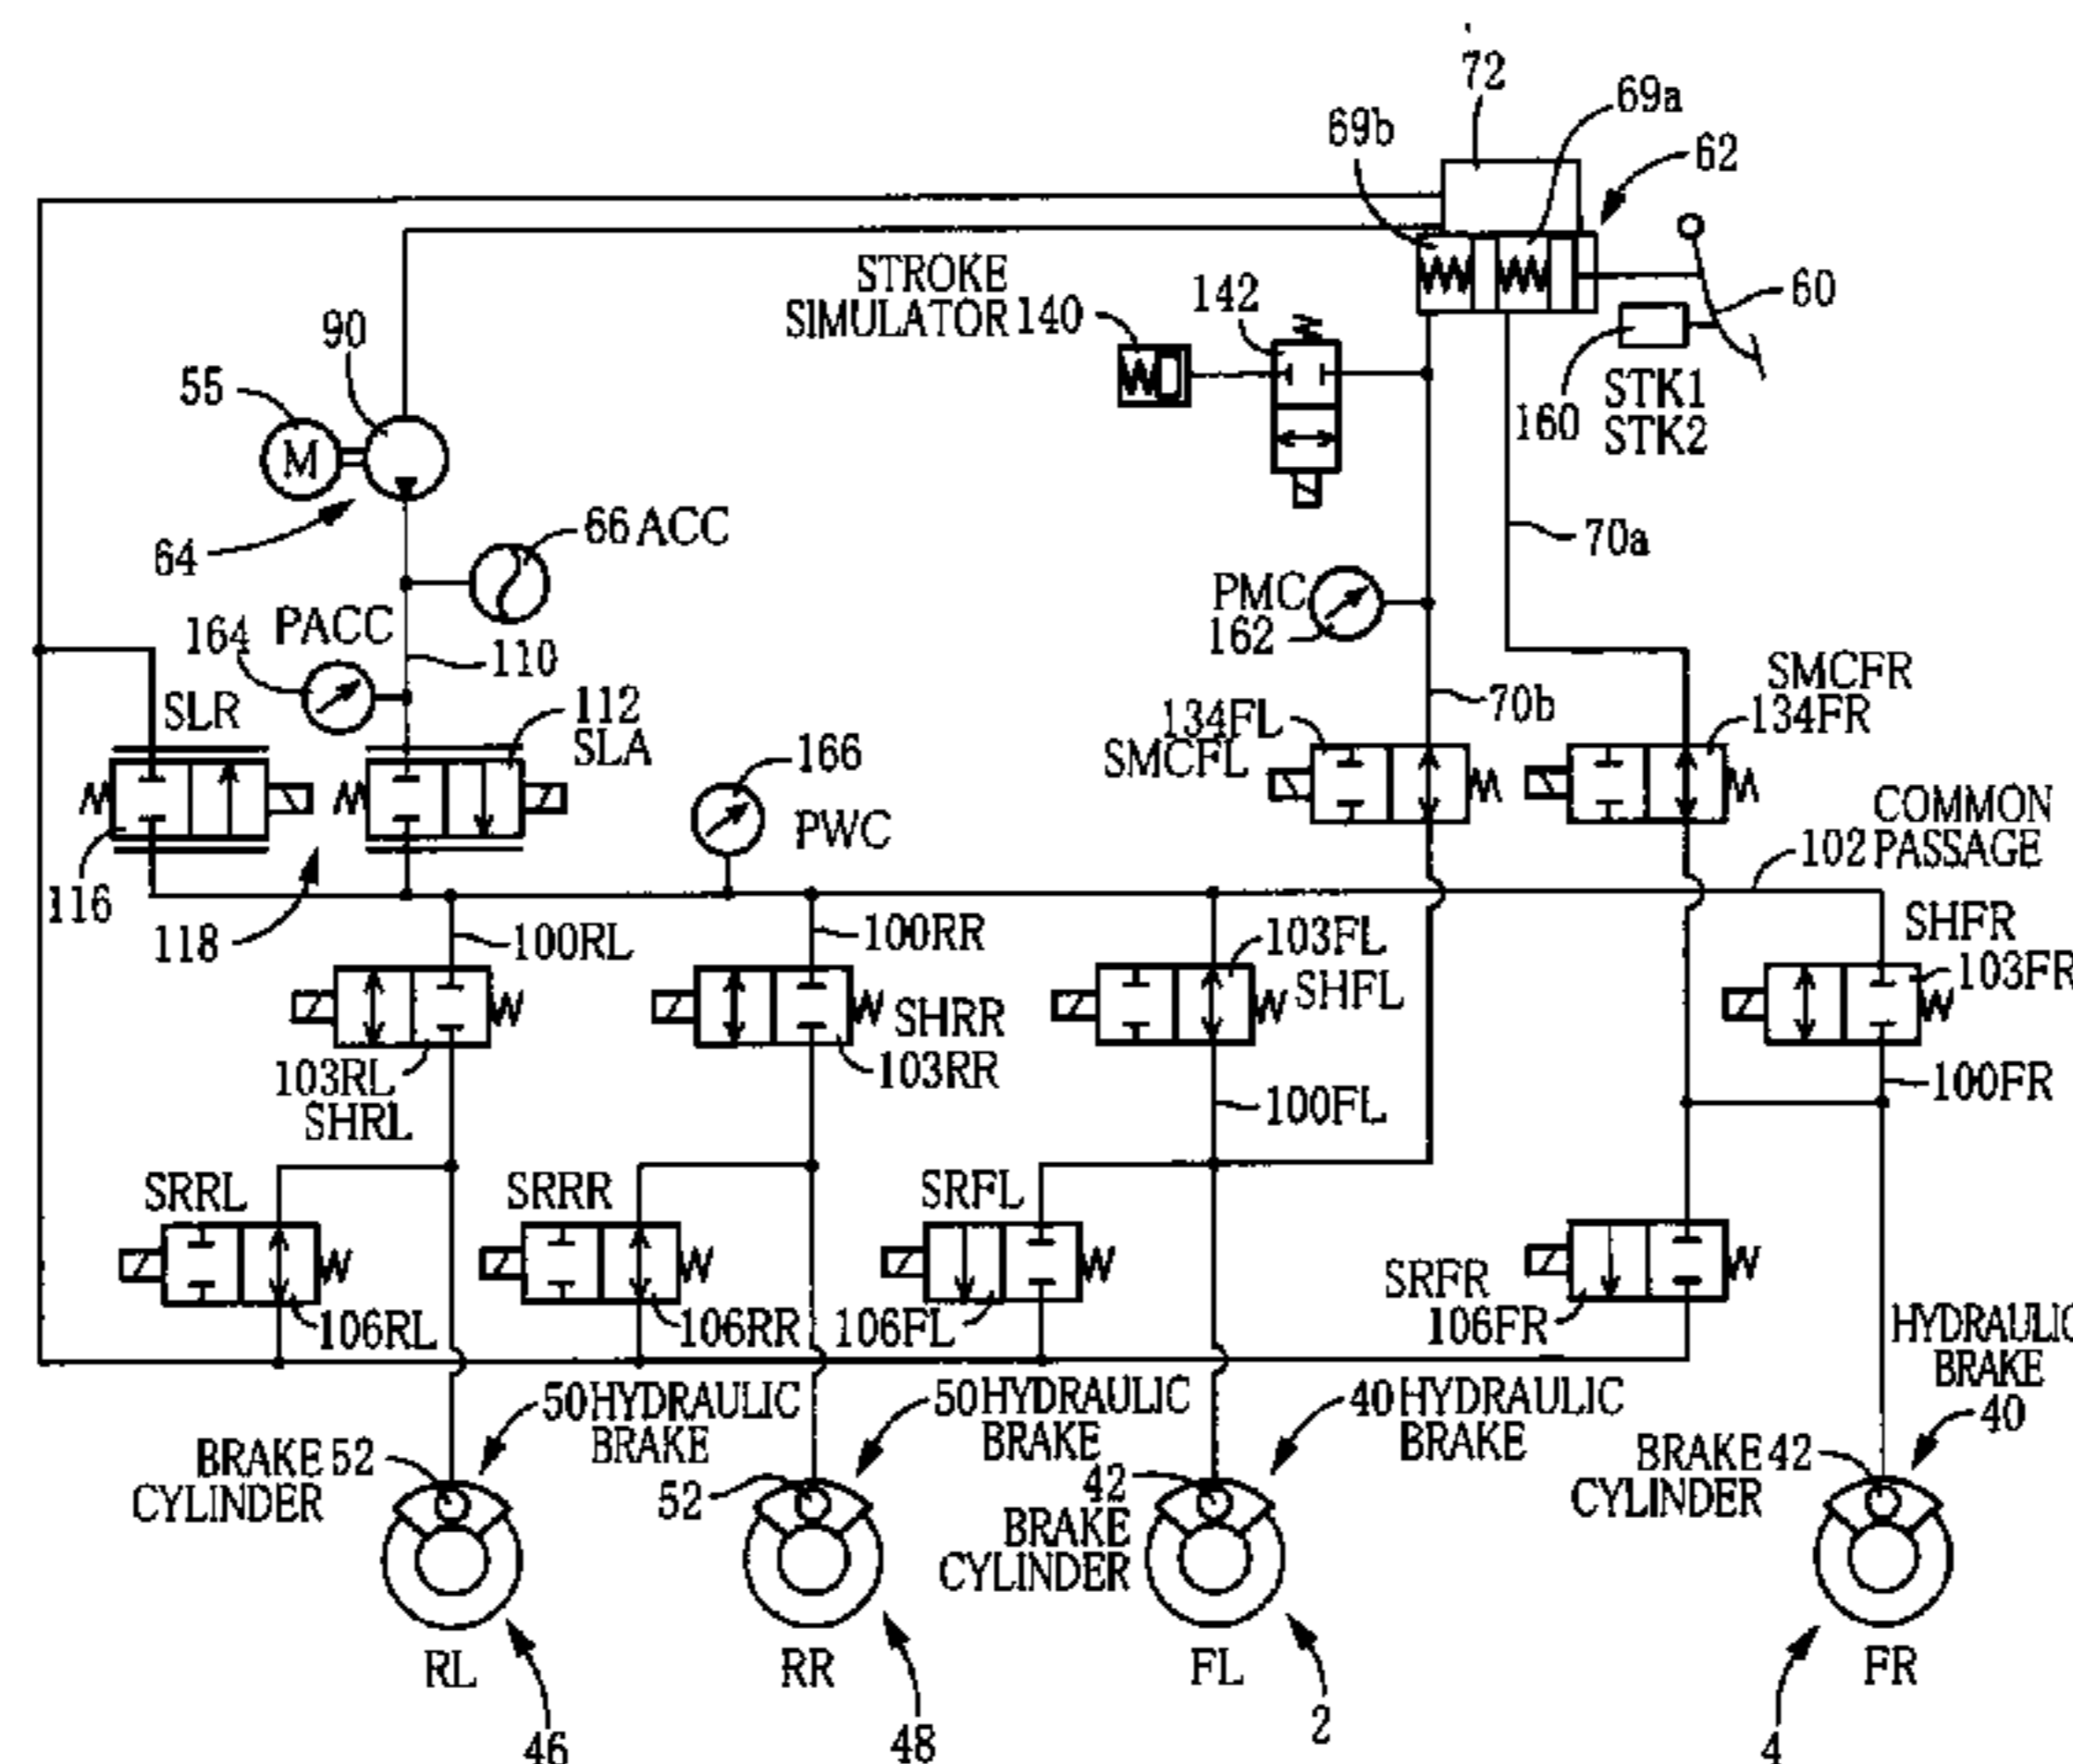 72
69a
69b
62
STROKE
SIMULATOR 140
142
60
90
55
M
160
STK1
STK2
66 ACC
64
70a
PMC
162
PACC
164
110
SLR
112
SLA
70b
SMCFR
134FR
134FL
SMCFL
166
PWC
COMMON
102 PASSAGE
116
118
100RL
100RR
103FL
SHFL
SHFR
103FR
SHRR
103RR
103RL
SHRL
100FL
100FR
SRRL
SRRR
SRFL
SRFR
106RL
106RR
106FL
106FR
HYDRAULIC
BRAKE
40
50 HYDRAULIC
BRAKE
50 HYDRAULIC
BRAKE
40 HYDRAULIC
BRAKE
BRAKE 52
CYLINDER
52
42
BRAKE
CYLINDER
BRAKE 42
CYLINDER
RL
RR
FL
FR
46
48
2
4